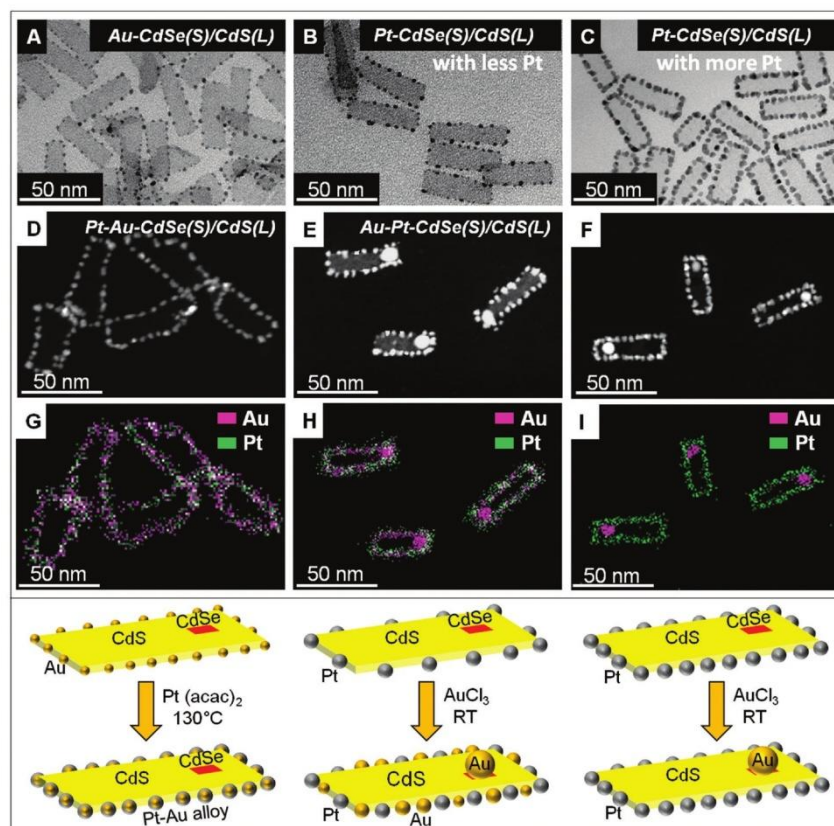 A Au-CdSe(S)/CdS(L)
50 nm
B Pt-CdSe(S)/CdS(L)
with less Pt
50 nm
C Pt-CdSe(S)/CdS(L)
with more Pt
50 nm
D Pt-Au-CdSe(S)/CdS(L)
50 nm
E Au-Pt-CdSe(S)/CdS(L)
50 nm
F
50 nm
G
Au
Pt
50 nm
H
Au
Pt
50 nm
I
Au
Pt
50 nm
CdSe
CdS
Au
Pt (acac)₂
130°C
CdSe
CdS
Pt-Au alloy
CdSe
CdS
Pt
AuCl₃
RT
Au
CdS
Pt
Au
CdSe
CdS
Pt
AuCl₃
RT
Au
CdS
Pt